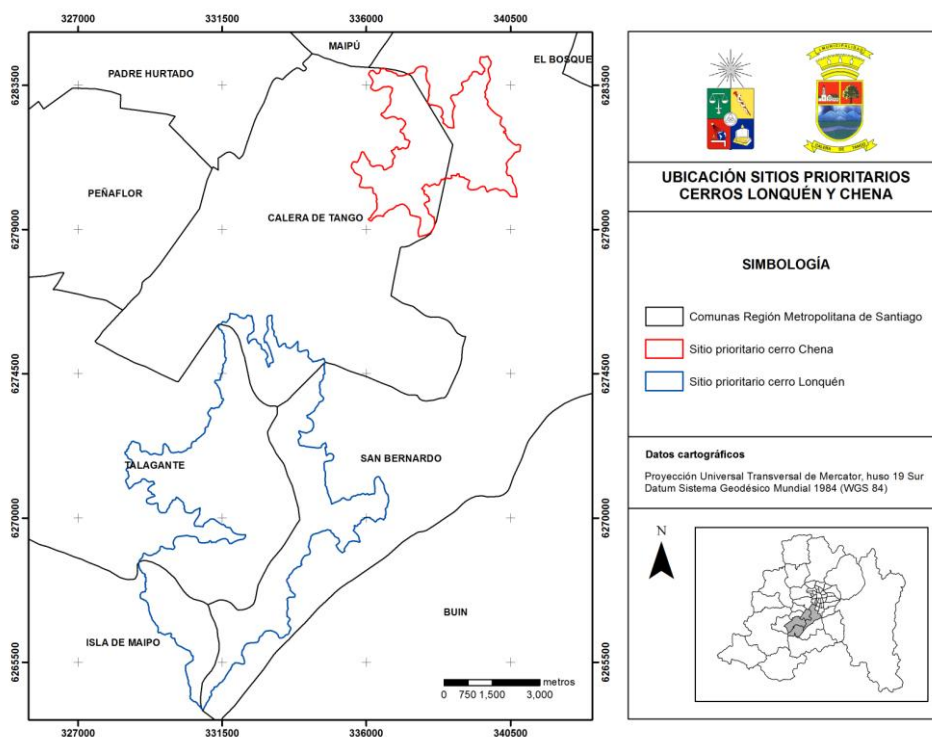 327000 331500 336000 340500
MAIPÚ
EL BOSQUE
PADRE HURTADO
6283500 6283500
PEÑAFLOR
CALERA DE TANGO
6279000 6279000
6274500 6274500
TALAGANTE
SAN BERNARDO
6270000 6270000
BUIN
ISLA DE MAIPO
6265500 6265500
metros
0 750 1,500 3,000
327000 331500 336000 340500
MUNICIPALIDAD
CALERA DE TANGO
UBICACIÓN SITIOS PRIORITARIOS
CERROS LONQUÉN Y CHENA
SIMBOLOGÍA
Comunas Región Metropolitana de Santiago
Sitio prioritario cerro Chena
Sitio prioritario cerro Lonquén
Datos cartográficos
Proyección Universal Transversal de Mercator, huso 19 Sur
Datum Sistema Geodésico Mundial 1984 (WGS 84)
N